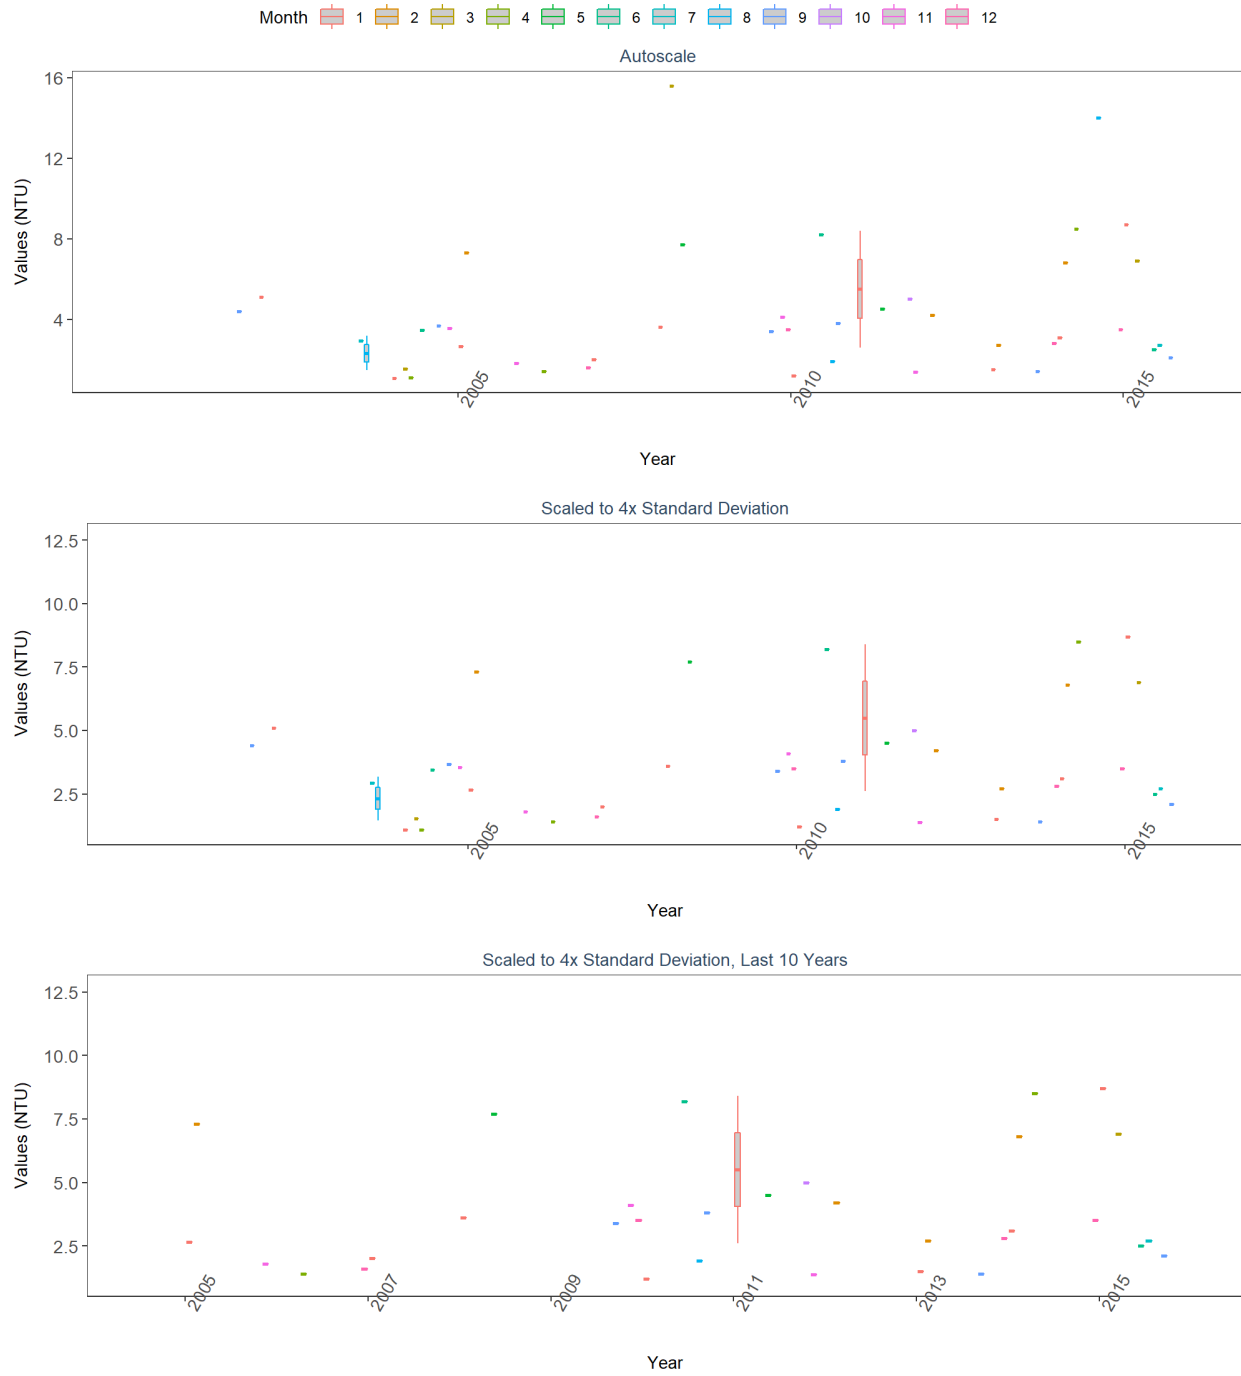 Month 1 2 3 4 5 6 7 8 9 10 11 12
Autoscale
Values (NTU)
16
12
8
4
2005 2010 2015
Year
Scaled to 4x Standard Deviation
Values (NTU)
12.5
10.0
7.5
5.0
2.5
2005 2010 2015
Year
Scaled to 4x Standard Deviation, Last 10 Years
Values (NTU)
12.5
10.0
7.5
5.0
2.5
2005 2007 2009 2011 2013 2015
Year